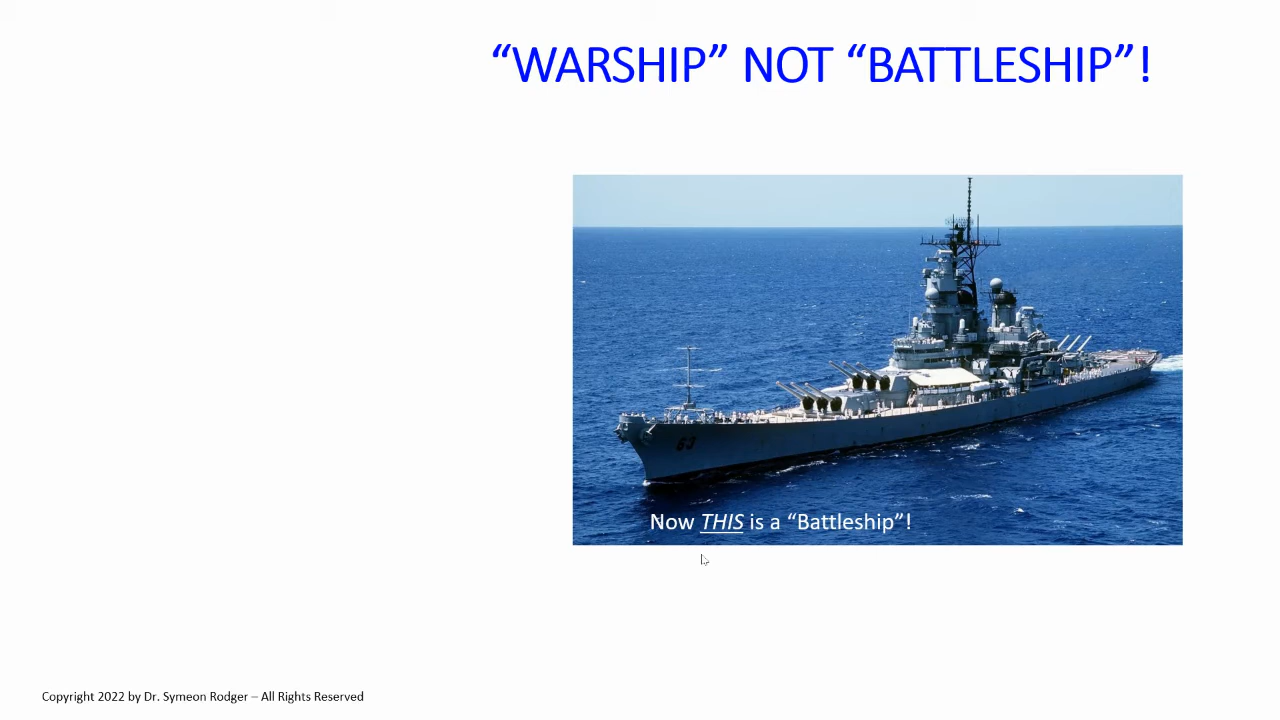 “WARSHIP” NOT “BATTLESHIP”!
63
Now THIS is a “Battleship”!
Copyright 2022 by Dr. Symeon Rodger – All Rights Reserved